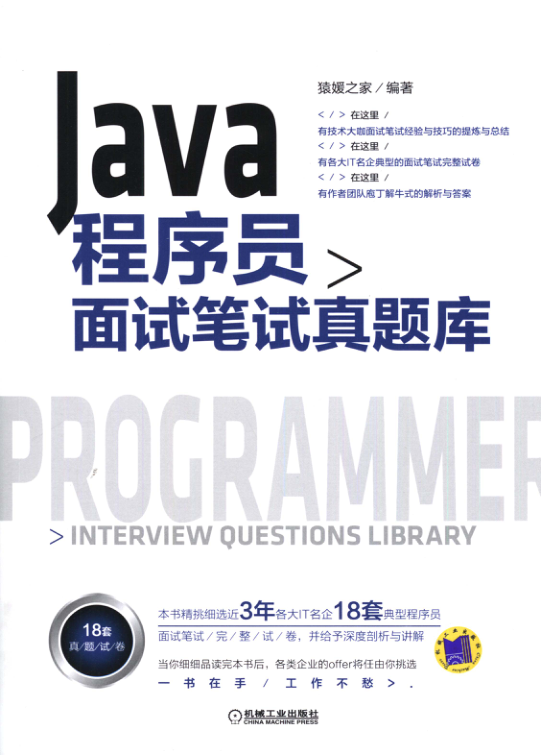 Java
猿媛之家/编著
</>在这里/
有技术大咖面试笔试经验与技巧的提炼与总结
</>在这里/
有各大IT名企典型的面试笔试完整试卷
</>在这里/
有作者团队庖丁解牛式的解析与答案
程序员 >
面试笔试真题库
PROGRAMMER
> INTERVIEW QUESTIONS LIBRARY
18套
真/题/试/卷
本书精挑细选近3年各大IT名企18套典型程序员
面试笔试/完/整/试/卷,并给予深度剖析与讲解
当你细细品读完本书后,各类企业的offer将任由你挑选
一书在手/工作不愁>.
机械工业出版社
CHINA MACHINE PRESS